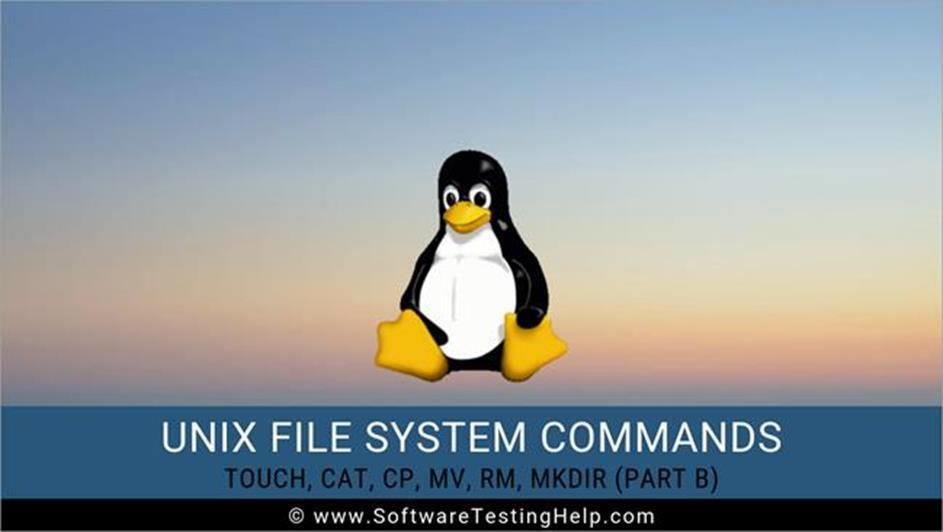 UNIX FILE SYSTEM COMMANDS
TOUCH, CAT, CP, MV, RM, MKDIR (PART B)
© www.SoftwareTestingHelp.com